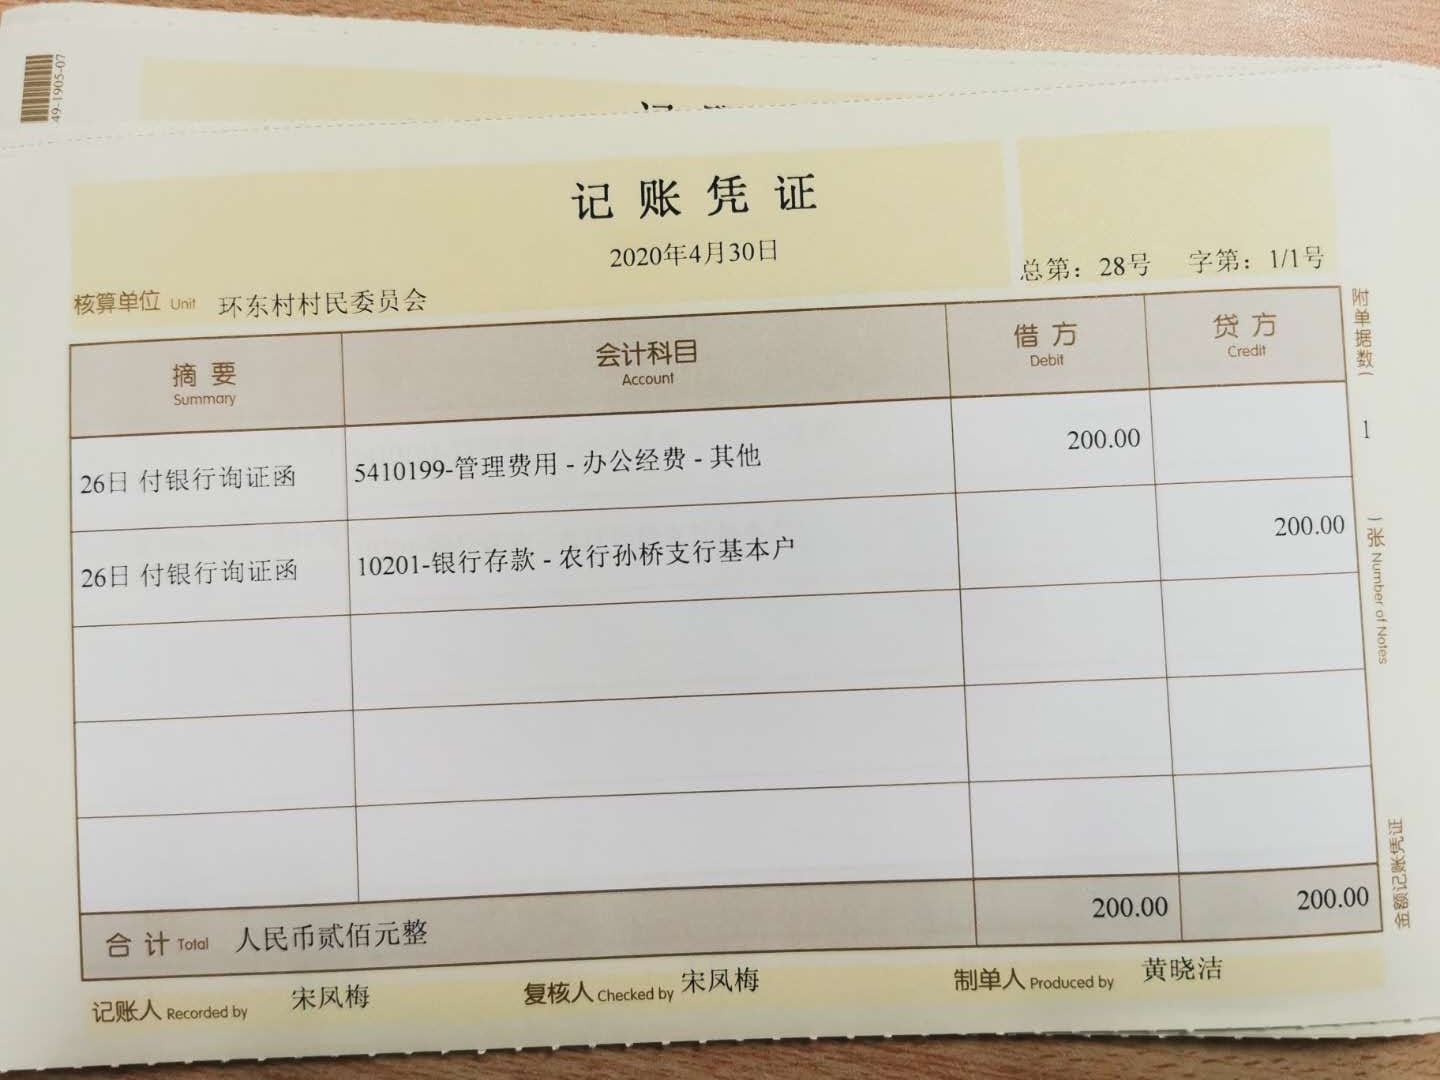 49-1905-07
记账凭证
2020年4月30日
总第：28号 字第：1/1号
核算单位 Unit 环东村村民委员会
附单据数( 1 )张 Number of Notes
摘要 会计科目 借方 贷方
Summary Account Debit Credit
26日 付银行询证函 5410199-管理费用 - 办公经费 - 其他 200.00
26日 付银行询证函 10201-银行存款 - 农行孙桥支行基本户 200.00
合计 Total 人民币贰佰元整 200.00 200.00
金额记账凭证
记账人 Recorded by 宋凤梅 复核人 Checked by 宋凤梅 制单人 Produced by 黄晓洁